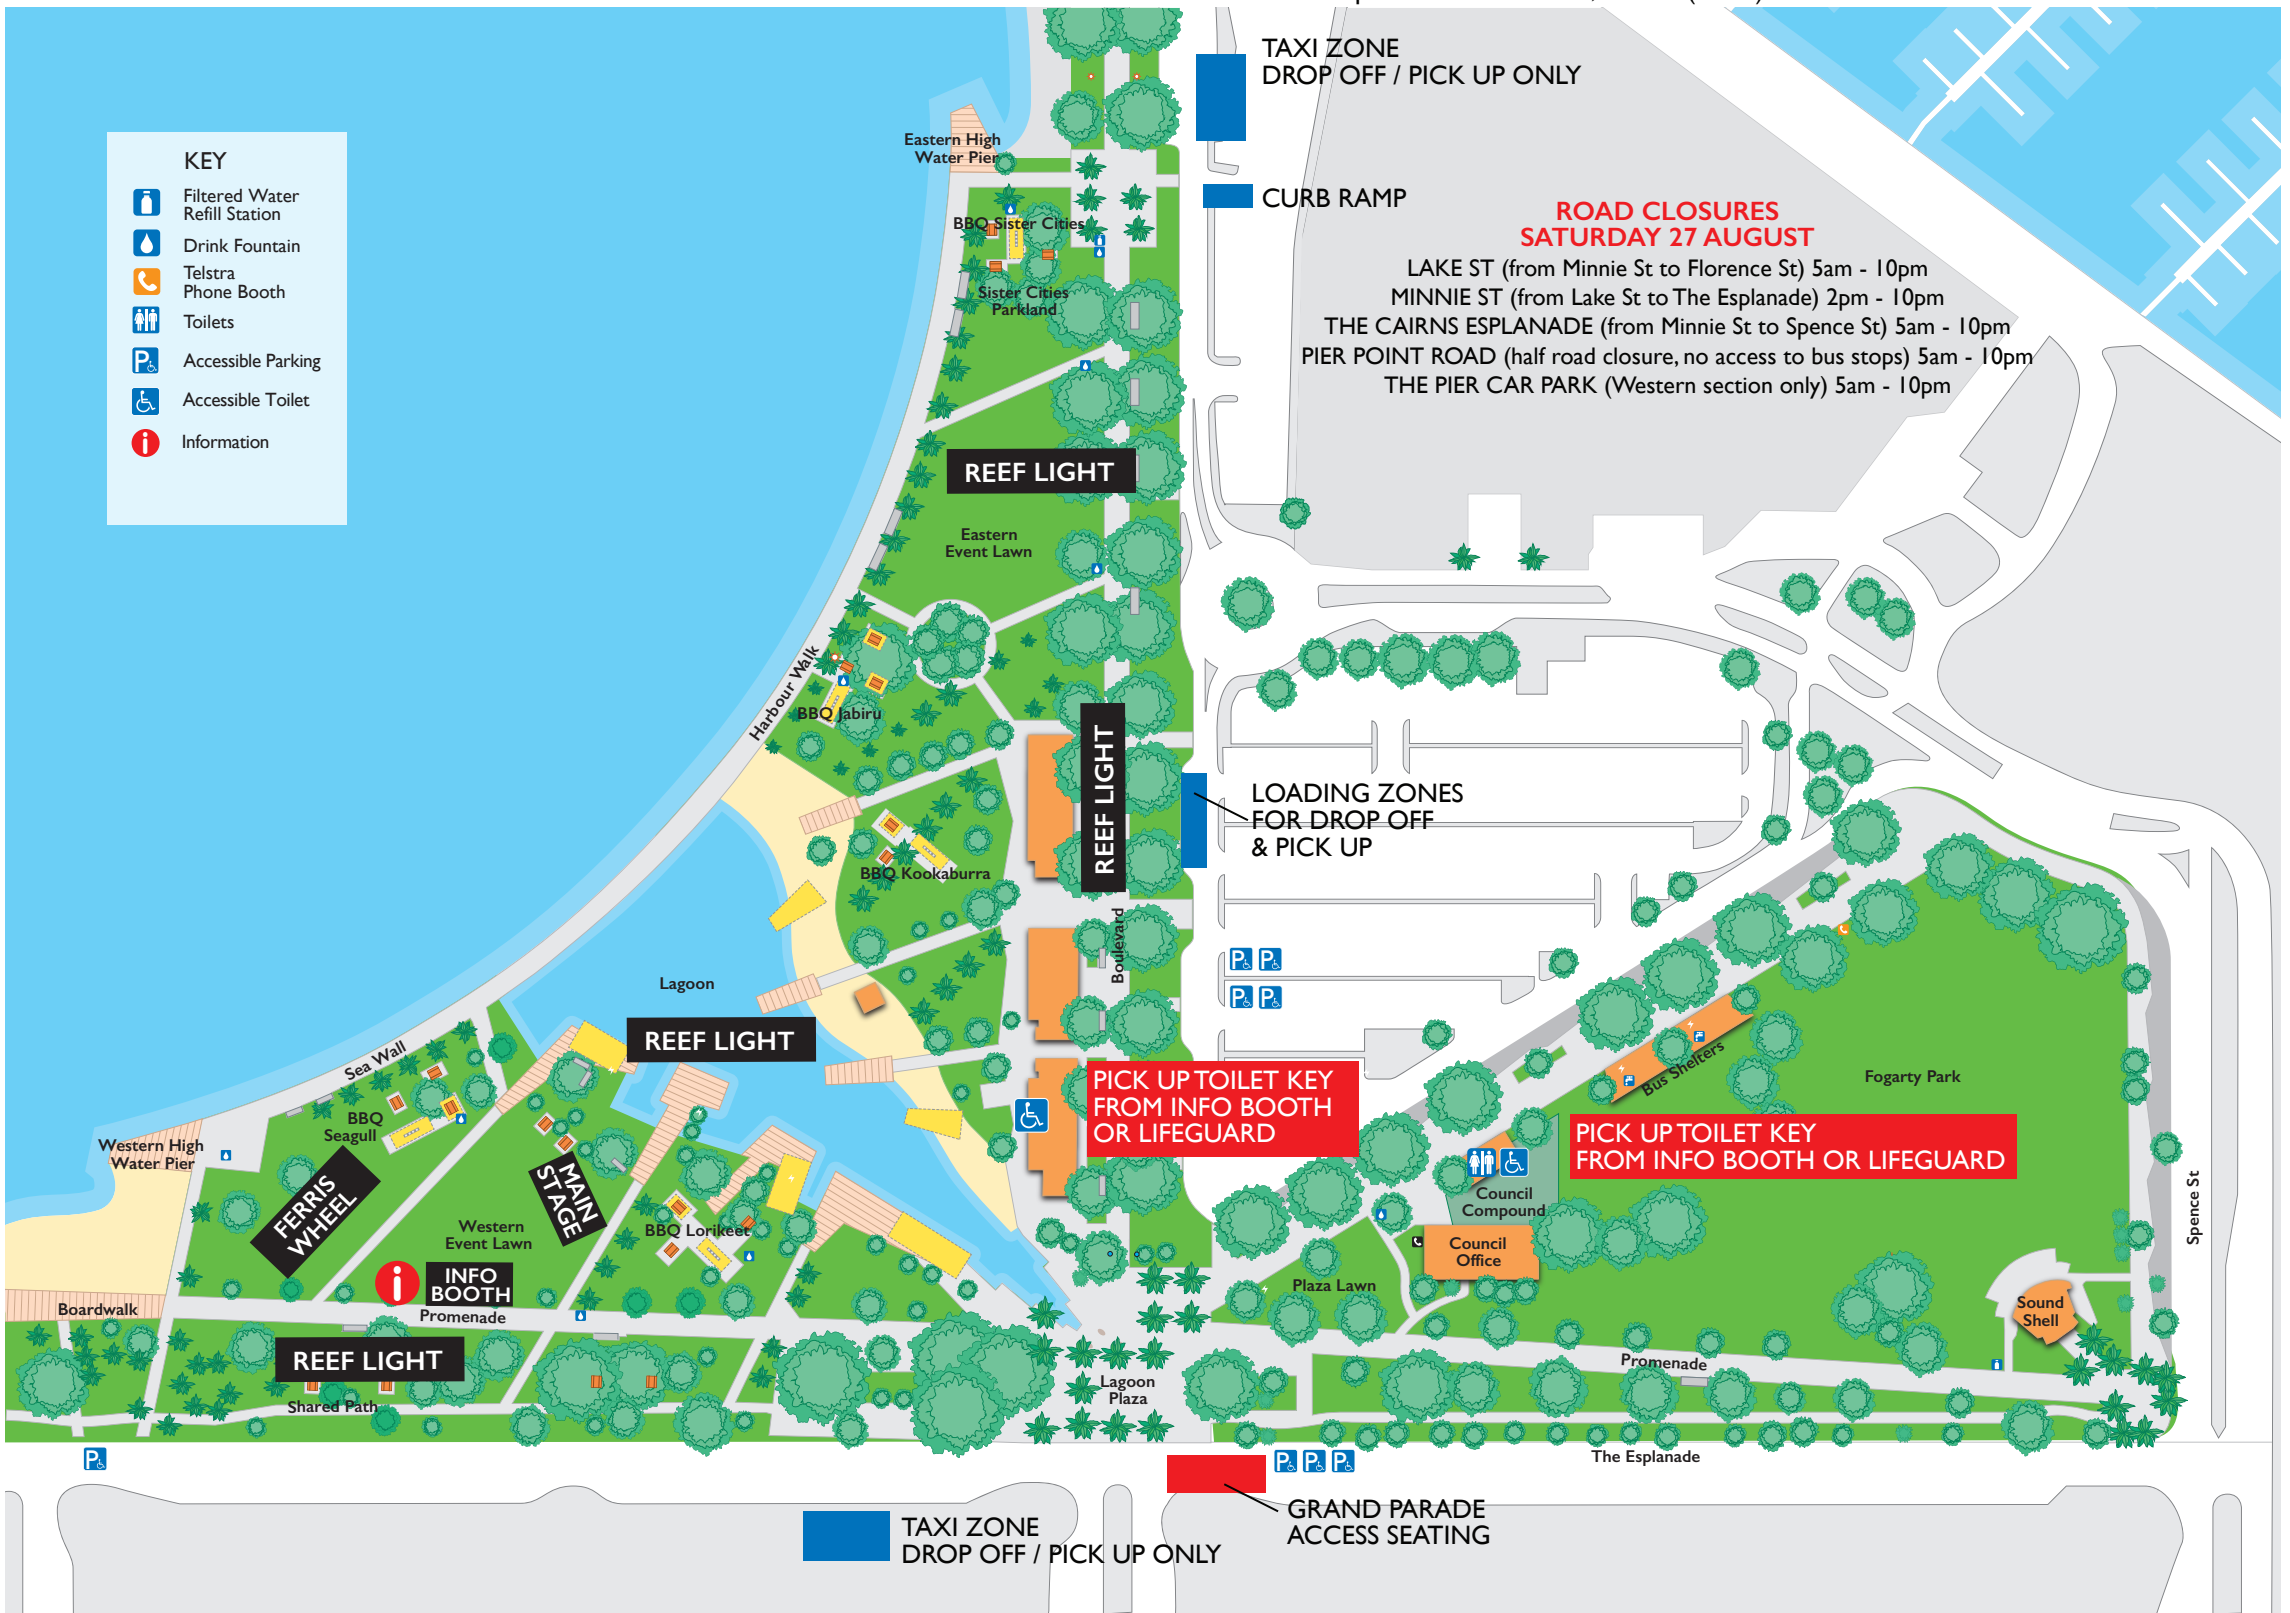 TAXI ZONE
DROP OFF / PICK UP ONLY
Eastern High
Water Pier
KEY
Filtered Water
Refill Station
Drink Fountain
Telstra
Phone Booth
Toilets
Accessible Parking
Accessible Toilet
Information
CURB RAMP
BBQ Sister Cities
Sister Cities
Parkland
ROAD CLOSURES
SATURDAY 27 AUGUST
LAKE ST (from Minnie St to Florence St) 5am - 10pm
MINNIE ST (from Lake St to The Esplanade) 2pm - 10pm
THE CAIRNS ESPLANADE (from Minnie St to Spence St) 5am - 10pm
PIER POINT ROAD (half road closure, no access to bus stops) 5am - 10pm
THE PIER CAR PARK (Western section only) 5am - 10pm
REEF LIGHT
Eastern
Event Lawn
Harbour Walk
BBQ Jabiru
REEF LIGHT
LOADING ZONES
FOR DROP OFF
& PICK UP
BBQ Kookaburra
Boulevard
Lagoon
REEF LIGHT
Sea Wall
BBQ
Seagull
Western High
Water Pier
PICK UP TOILET KEY
FROM INFO BOOTH
OR LIFEGUARD
Bus Shelters
Fogarty Park
PICK UP TOILET KEY
FROM INFO BOOTH OR LIFEGUARD
Council
Compound
Council
Office
Spence St
FERRIS
WHEEL
MAIN
STAGE
Western
Event Lawn
BBQ Lorikeet
INFO
BOOTH
Promenade
Boardwalk
Plaza Lawn
Sound
Shell
REEF LIGHT
Shared Path
Lagoon
Plaza
Promenade
The Esplanade
GRAND PARADE
ACCESS SEATING
TAXI ZONE
DROP OFF / PICK UP ONLY